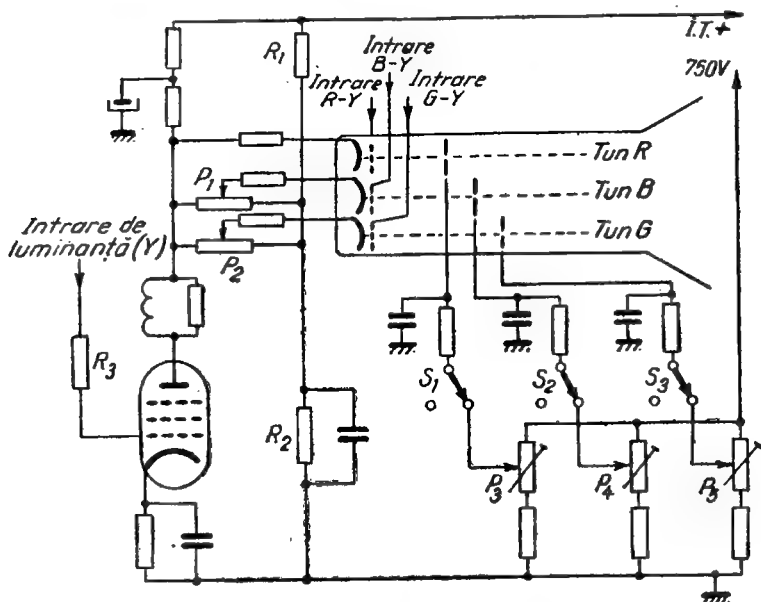 R1
Intrare
B-Y
Intrare
R-Y
Intrare
G-Y
Î.T.+
750V
Tun R
Tun B
Tun G
P1
P2
Intrare de
luminanță (Y)
R3
R2
S1
S2
S3
P3
P4
P5